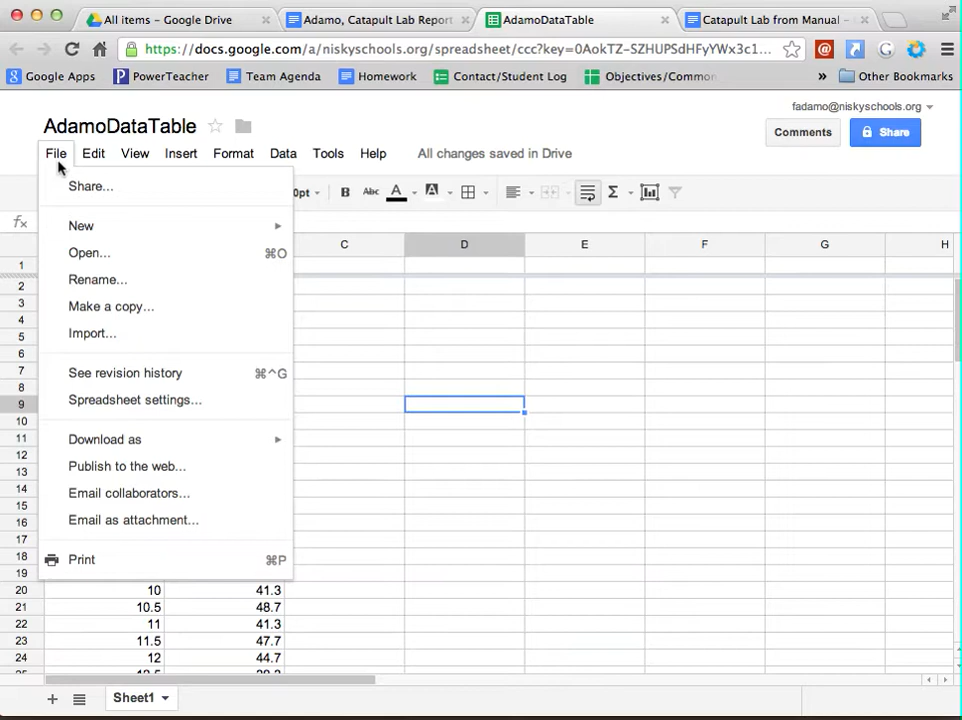 All items - Google Drive
Adamo, Catapult Lab Report
AdamoDataTable
Catapult Lab from Manual -
https://docs.google.com/a/niskyschools.org/spreadsheet/ccc?key=0AokTZ-SZHUPSdHFyYWx3c1...
Google Apps
PowerTeacher
Team Agenda
Homework
Contact/Student Log
Objectives/Common
»
Other Bookmarks
fadamo@niskyschools.org
AdamoDataTable
Comments
Share
File Edit View Insert Format Data Tools Help All changes saved in Drive
0pt B Abc A A Σ
fx
C D E F G H
Share...
New
Open... ⌘O
Rename...
Make a copy...
Import...
See revision history ⌘^G
Spreadsheet settings...
Download as
Publish to the web...
Email collaborators...
Email as attachment...
Print ⌘P
1
2
3
4
5
6
7
8
9
10
11
12
13
14
15
16
17
18
19
20 10 41.3
21 10.5 48.7
22 11 41.3
23 11.5 47.7
24 12 44.7
+ Sheet1